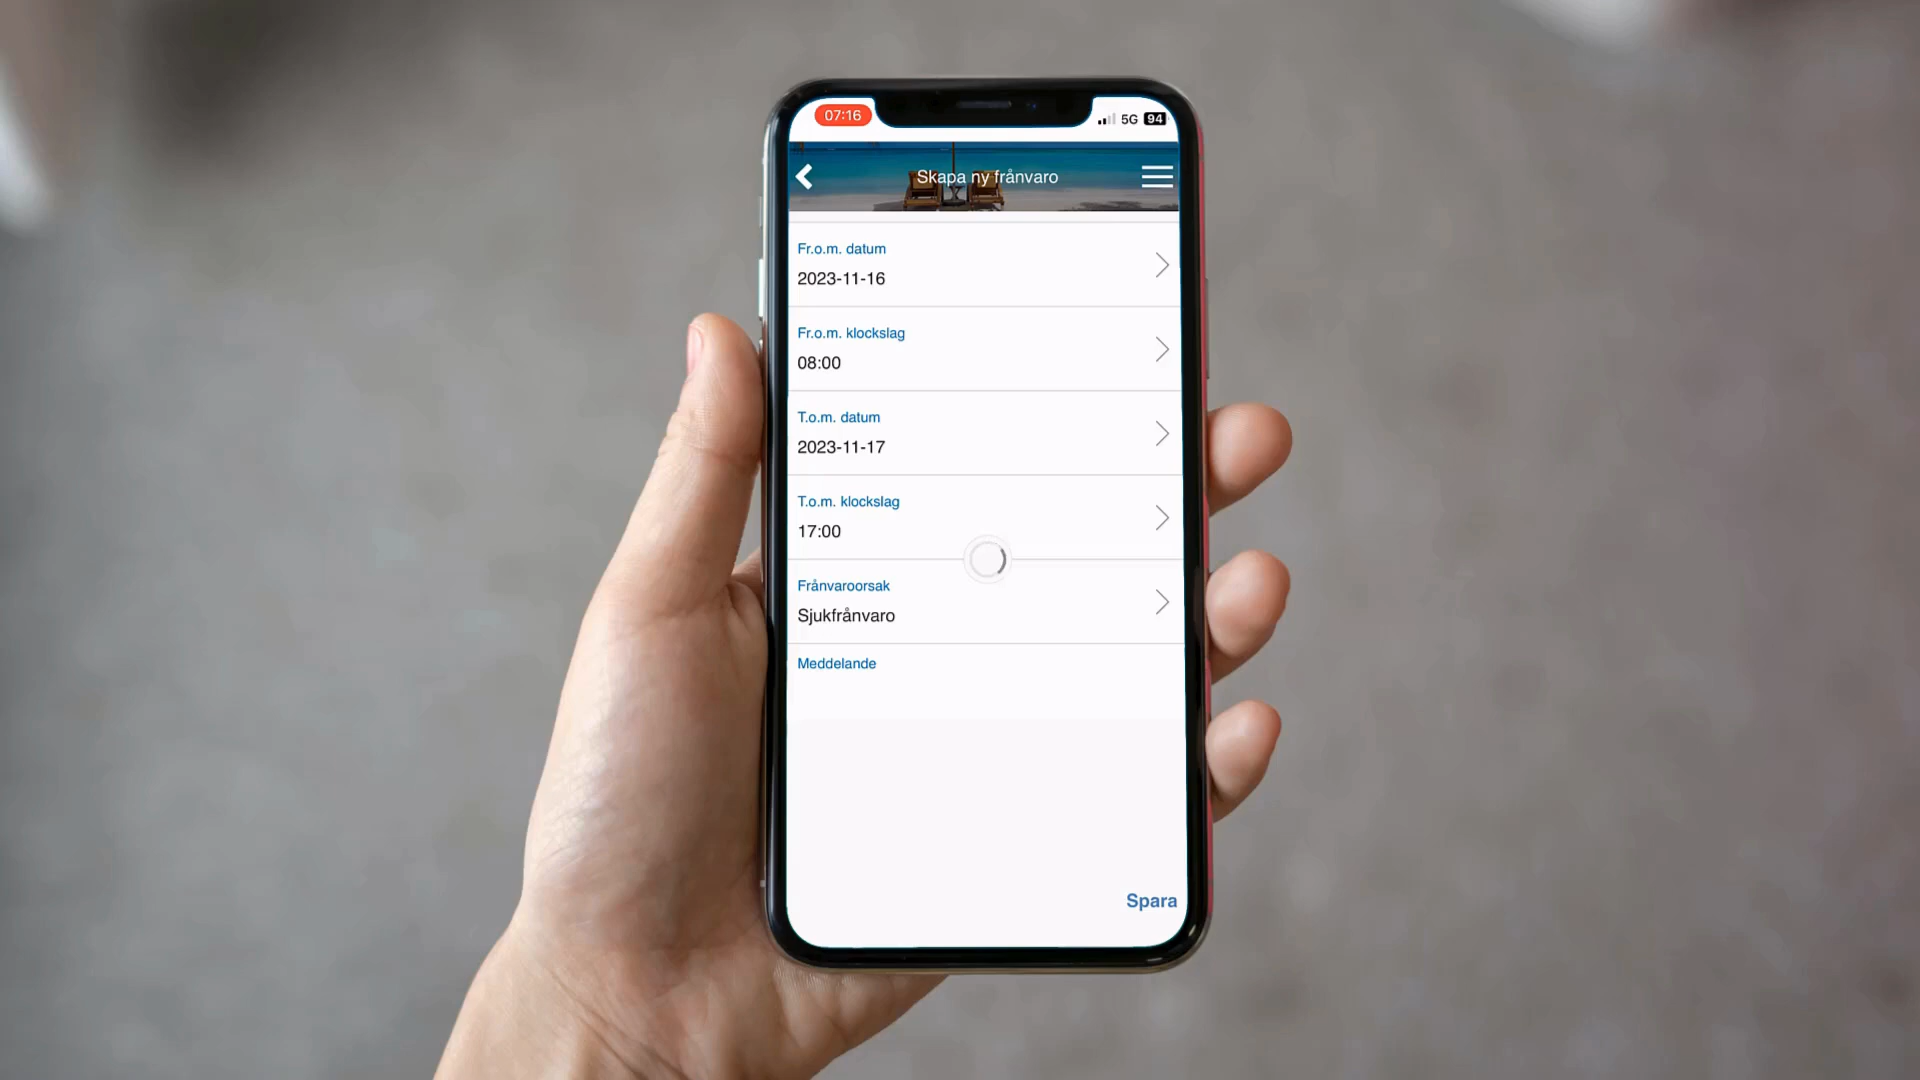 07:16
5G 94
Skapa ny frånvaro
Fr.o.m. datum
2023-11-16
Fr.o.m. klockslag
08:00
T.o.m. datum
2023-11-17
T.o.m. klockslag
17:00
Frånvaroorsak
Sjukfrånvaro
Meddelande
Spara